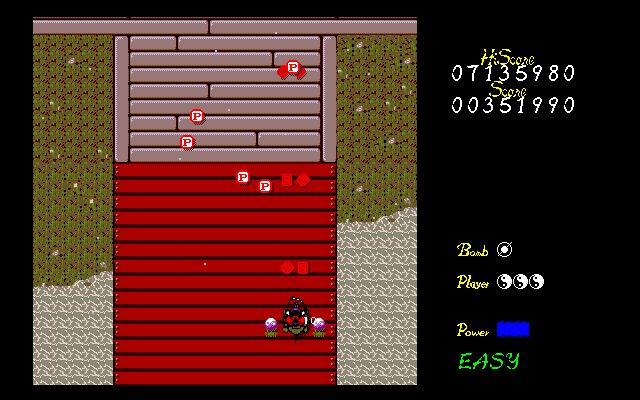 HiScore
07135980
Score
00351990
P
P
P
P
P
Bomb
Player
Power
EASY